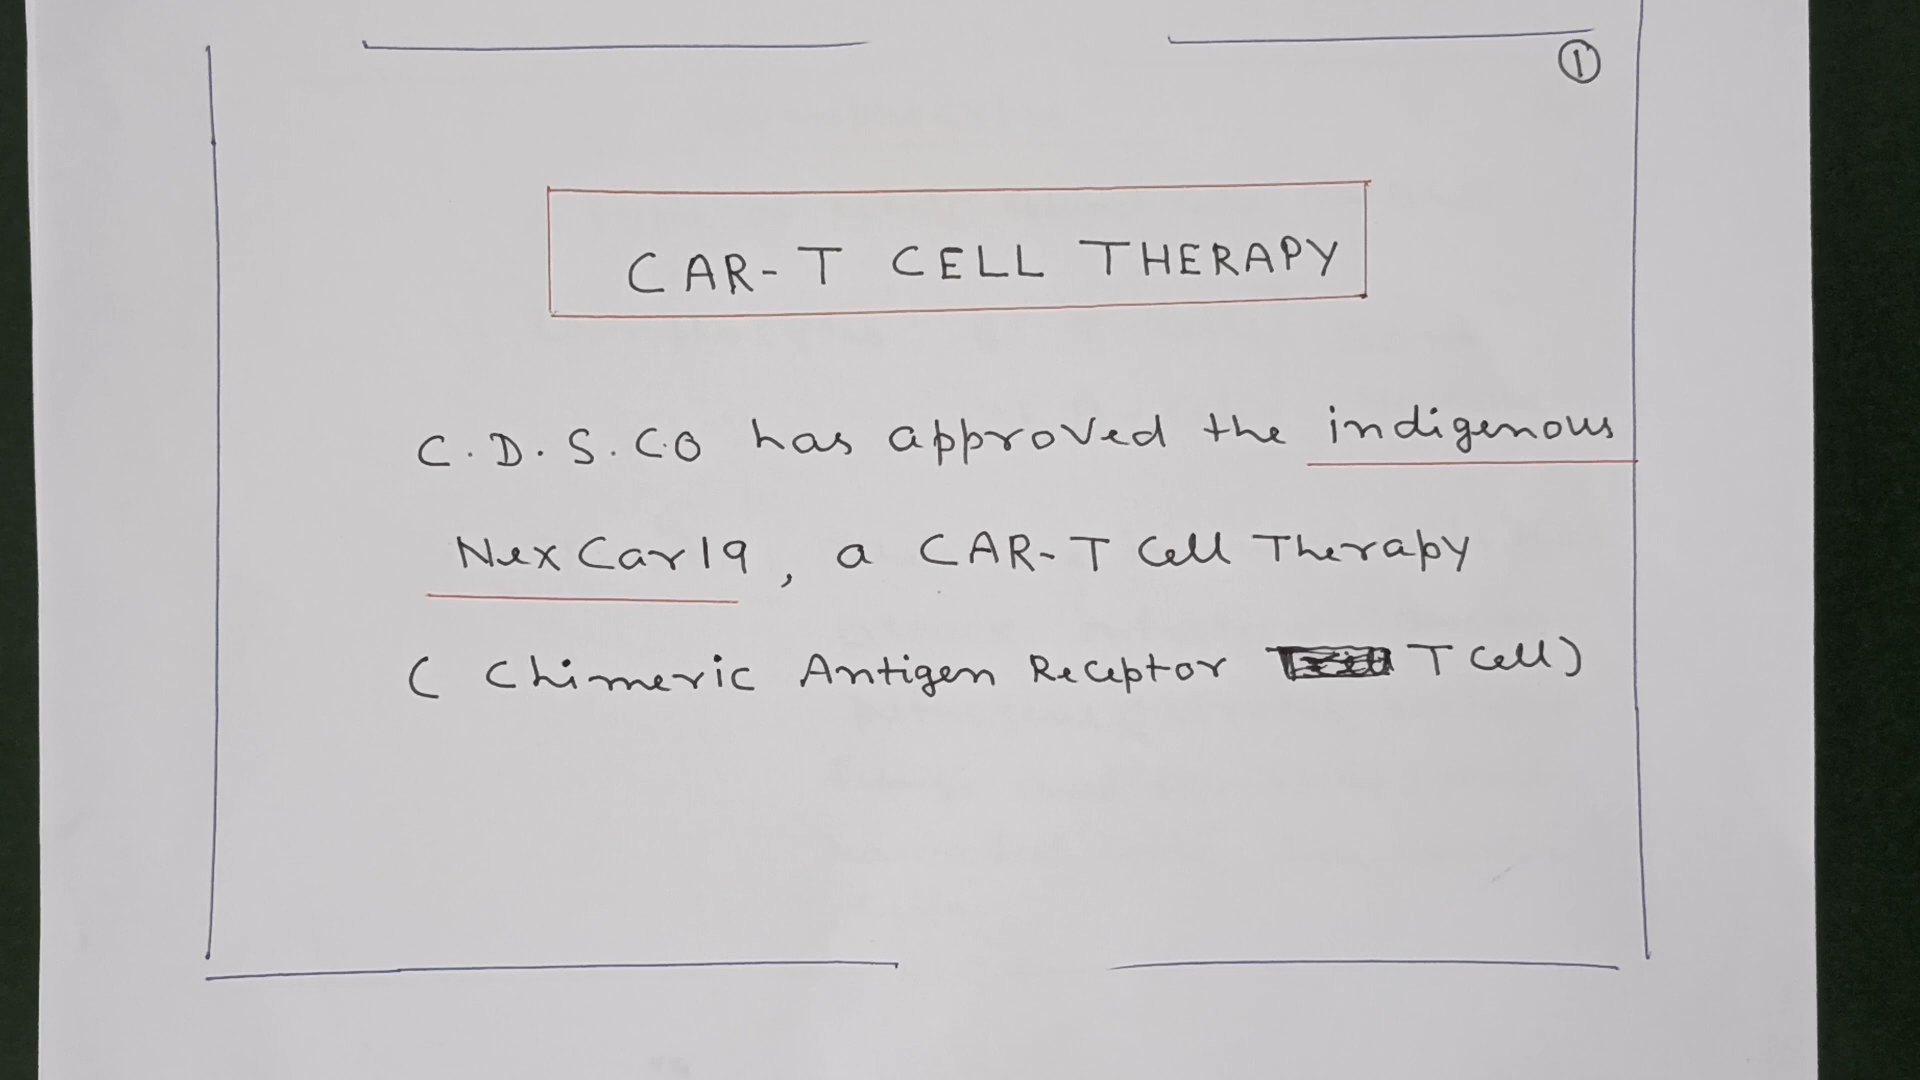 ①
CAR-T CELL THERAPY
C.D.S.CO has approved the indigenous
NexCar19, a CAR-T Cell Therapy
( Chimeric Antigen Receptor T Cell)